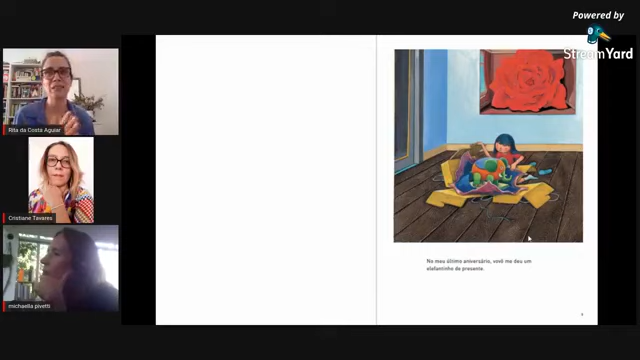 Powered by
StreamYard
Rita da Costa Aguiar
Cristiane Tavares
michaella pivetti
No meu último aniversário, você me deu um
elefantinho de presente.